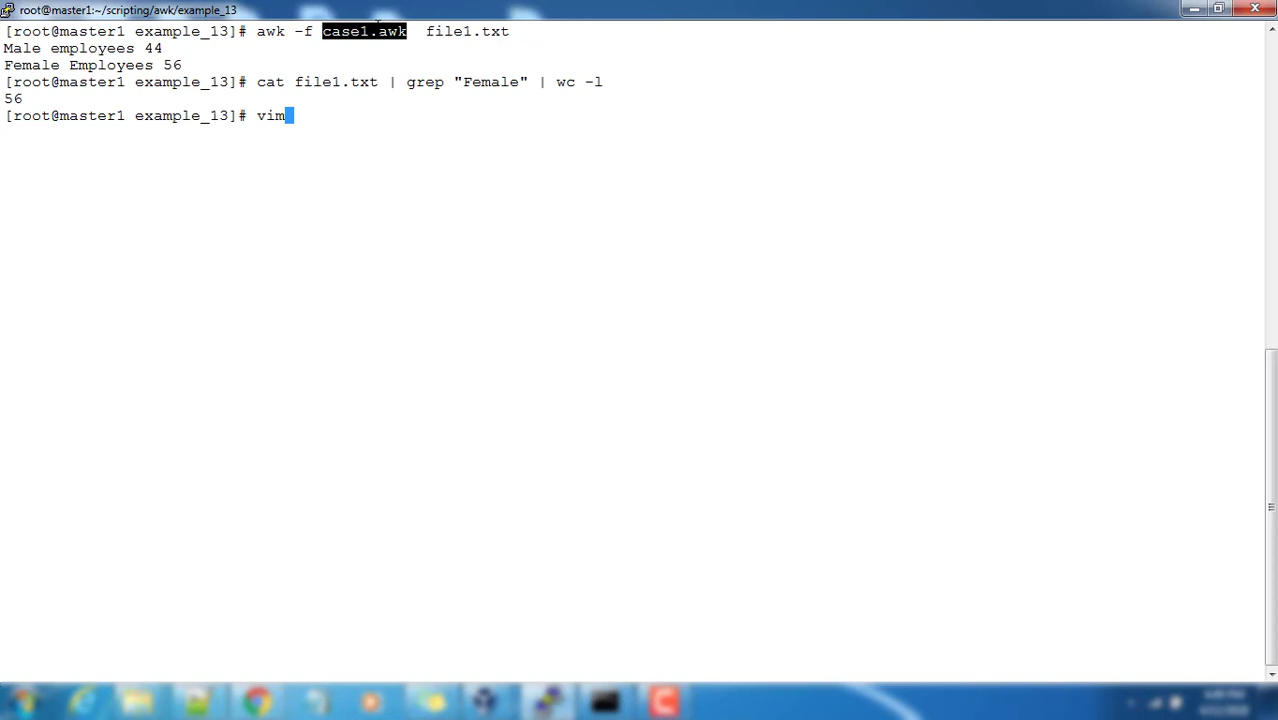 root@master1:~/scripting/awk/example_13
[root@master1 example_13]# awk -f case1.awk  file1.txt
Male employees 44
Female Employees 56
[root@master1 example_13]# cat file1.txt | grep "Female" | wc -l
56
[root@master1 example_13]# vim